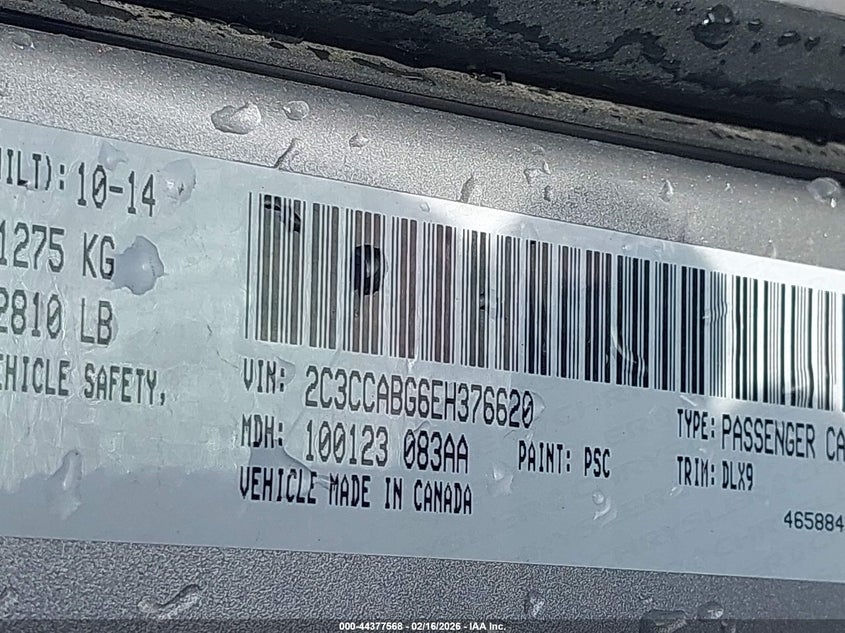 UILT): 10-14
1275 KG
2810 LB
EHICLE SAFETY,
VIN: 2C3CCABG6EH376620
MDH: 100123 083AA
PAINT: PSC
VEHICLE MADE IN CANADA
TYPE: PASSENGER CA
TRIM: DLX9
465884
000-44377568 - 02/16/2026 - IAA Inc.